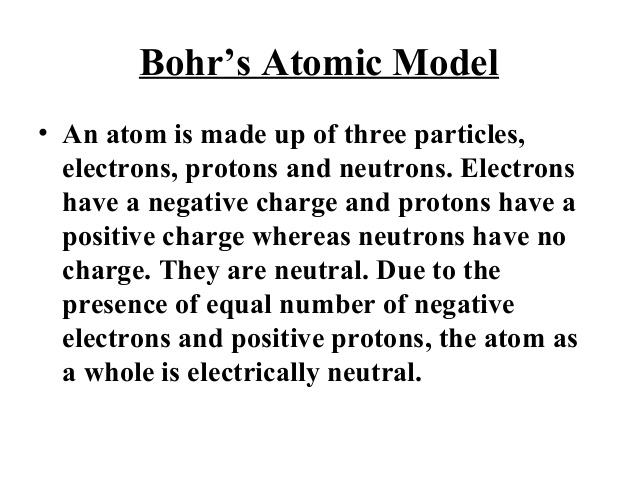 Bohr’s Atomic Model
• An atom is made up of three particles,
electrons, protons and neutrons. Electrons
have a negative charge and protons have a
positive charge whereas neutrons have no
charge. They are neutral. Due to the
presence of equal number of negative
electrons and positive protons, the atom as
a whole is electrically neutral.